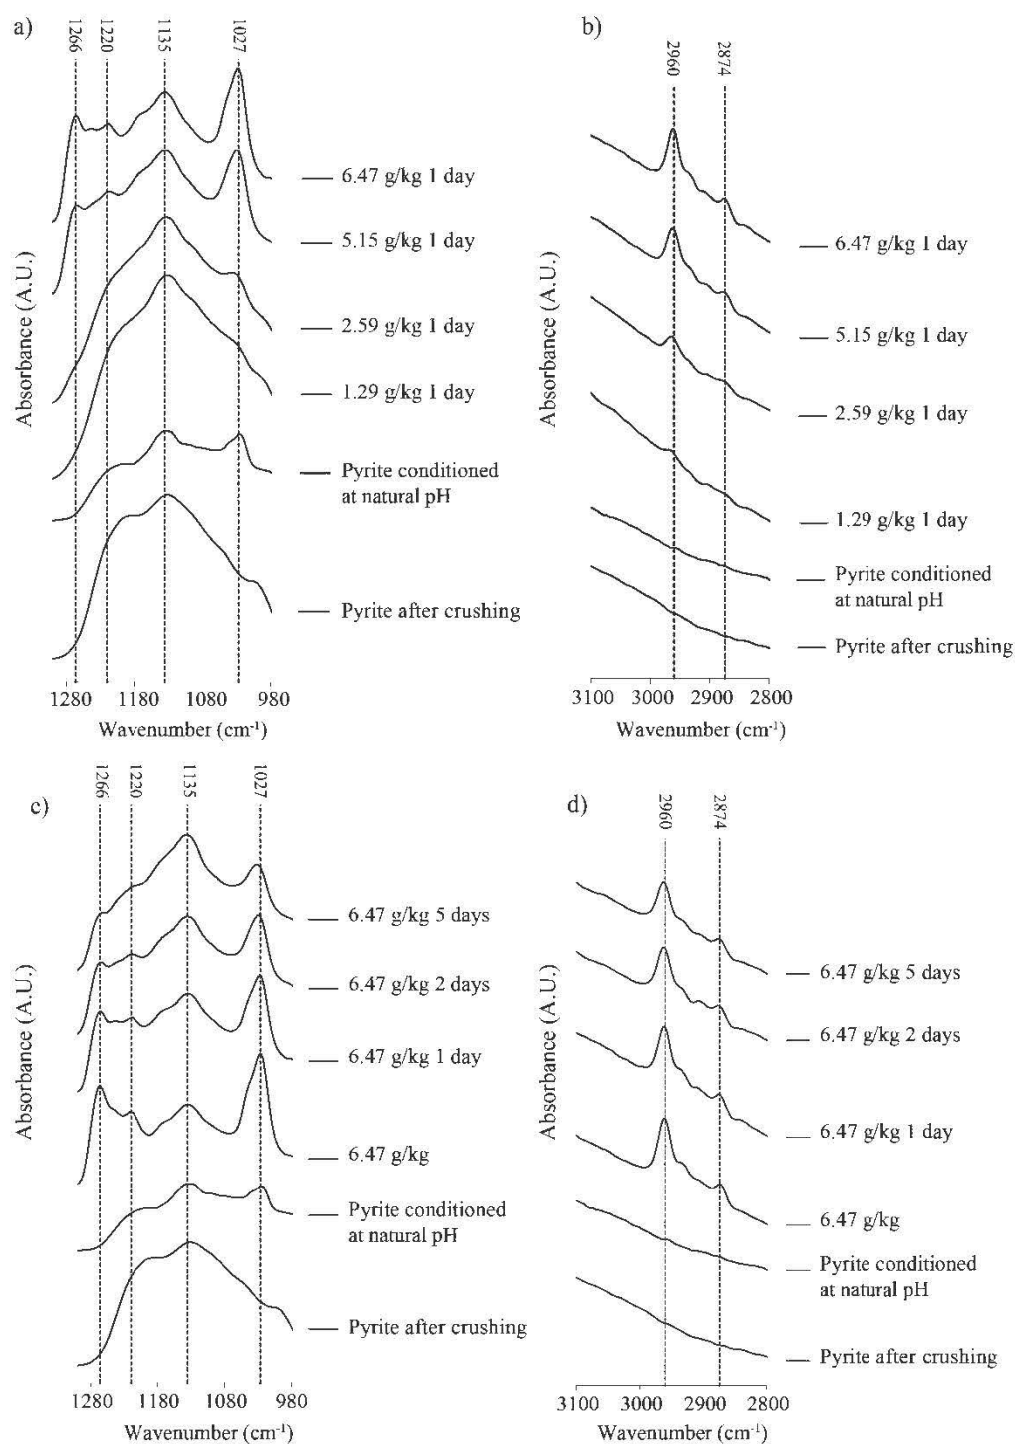 a)
1266
1220
1135
1027
Absorbance (A.U.)
6.47 g/kg 1 day
5.15 g/kg 1 day
2.59 g/kg 1 day
1.29 g/kg 1 day
Pyrite conditioned
at natural pH
Pyrite after crushing
1280 1180 1080 980
Wavenumber (cm⁻¹)
b)
2960
2874
Absorbance (A.U.)
6.47 g/kg 1 day
5.15 g/kg 1 day
2.59 g/kg 1 day
1.29 g/kg 1 day
Pyrite conditioned
at natural pH
Pyrite after crushing
3100 3000 2900 2800
Wavenumber (cm⁻¹)
c)
1266
1220
1135
1027
Absorbance (A.U.)
6.47 g/kg 5 days
6.47 g/kg 2 days
6.47 g/kg 1 day
6.47 g/kg
Pyrite conditioned
at natural pH
Pyrite after crushing
1280 1180 1080 980
Wavenumber (cm⁻¹)
d)
2960
2874
Absorbance (A.U.)
6.47 g/kg 5 days
6.47 g/kg 2 days
6.47 g/kg 1 day
6.47 g/kg
Pyrite conditioned
at natural pH
Pyrite after crushing
3100 3000 2900 2800
Wavenumber (cm⁻¹)